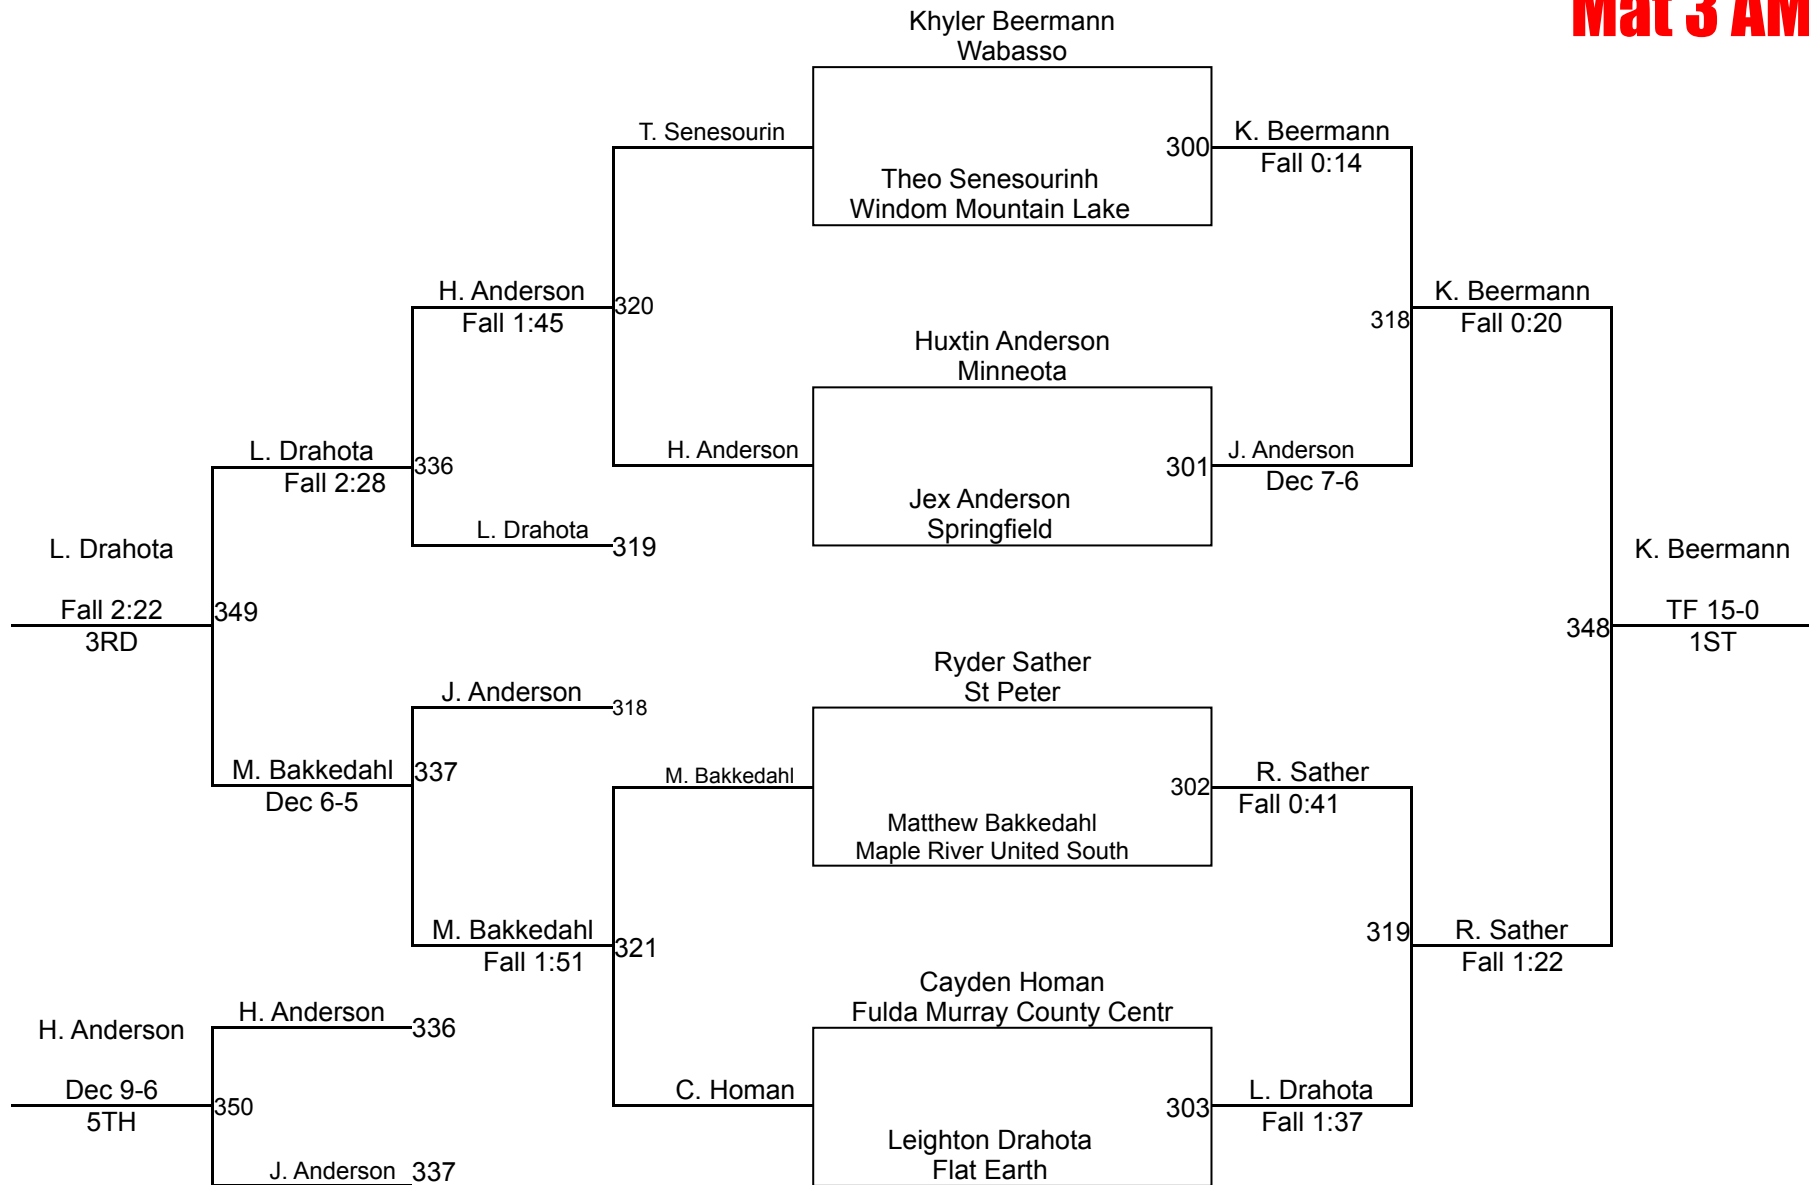 Mat 3 AM
Khyler Beermann
Wabasso
T. Senesourin
300
K. Beermann
Fall 0:14
Theo Senesourinh
Windom Mountain Lake
H. Anderson
Fall 1:45
320
318
K. Beermann
Fall 0:20
Huxtin Anderson
Minneota
L. Drahota
Fall 2:28
336
H. Anderson
301
J. Anderson
Dec 7-6
Jex Anderson
Springfield
L. Drahota
319
L. Drahota
Fall 2:22
3RD
349
K. Beermann
348
TF 15-0
1ST
Ryder Sather
St Peter
J. Anderson
318
M. Bakkedahl
Dec 6-5
337
M. Bakkedahl
302
R. Sather
Fall 0:41
Matthew Bakkedahl
Maple River United South
M. Bakkedahl
Fall 1:51
321
319
R. Sather
Fall 1:22
Cayden Homan
Fulda Murray County Centr
H. Anderson
336
H. Anderson
Dec 9-6
5TH
350
C. Homan
303
L. Drahota
Fall 1:37
Leighton Drahota
Flat Earth
J. Anderson
337